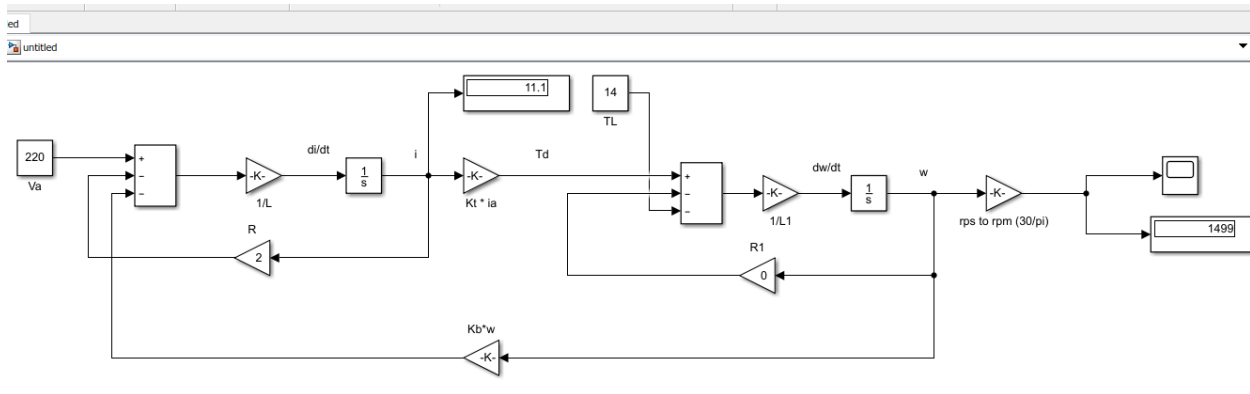 ed
untitled
11.1
14
TL
220
Va
+
−
−
-K-
1/L
di/dt
1
s
i
-K-
Kt * ia
Td
+
−
−
-K-
1/L1
dw/dt
1
s
w
-K-
rps to rpm (30/pi)
1499
R
2
R1
0
Kb*w
-K-